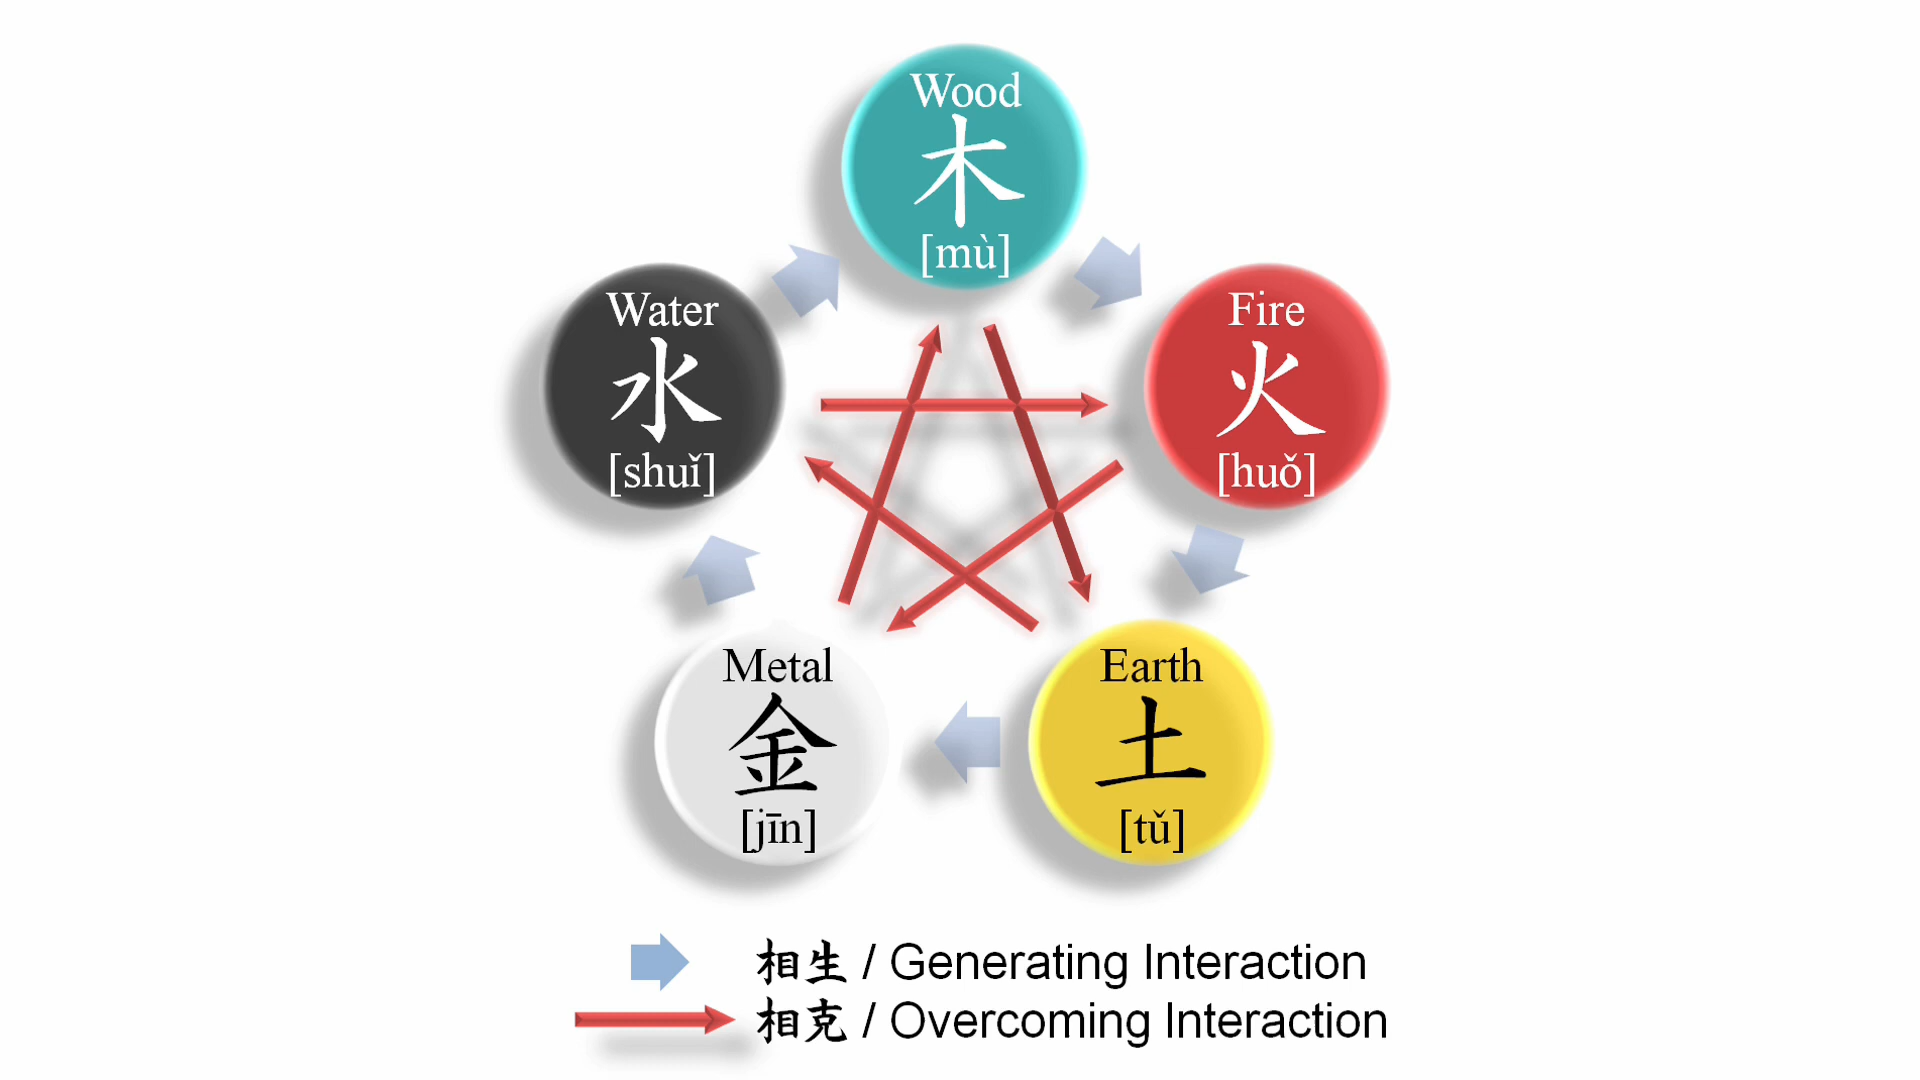 Wood
木
[mù]
Water
水
[shuǐ]
Fire
火
[huǒ]
Metal
金
[jīn]
Earth
土
[tǔ]
相生 / Generating Interaction
相克 / Overcoming Interaction